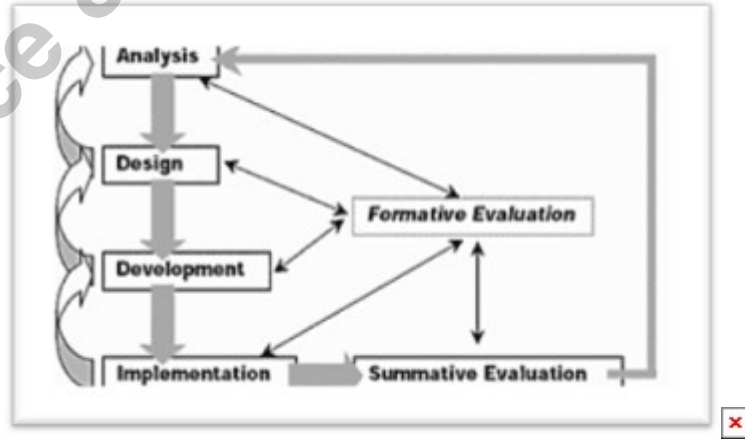 Analysis
Design
Formative Evaluation
Development
Implementation
Summative Evaluation